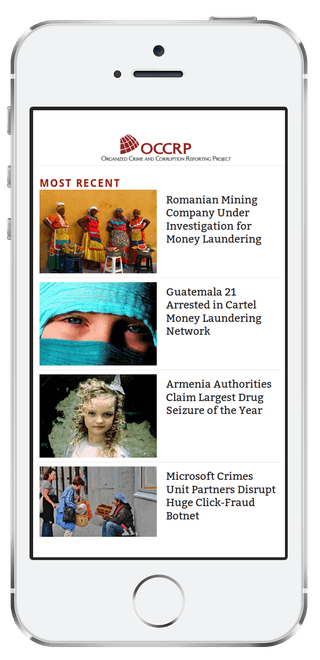 OCCRP
ORGANIZED CRIME AND CORRUPTION REPORTING PROJECT
MOST RECENT
Romanian Mining
Company Under
Investigation for
Money Laundering
Guatemala 21
Arrested in Cartel
Money Laundering
Network
Armenia Authorities
Claim Largest Drug
Seizure of the Year
Microsoft Crimes
Unit Partners Disrupt
Huge Click-Fraud
Botnet